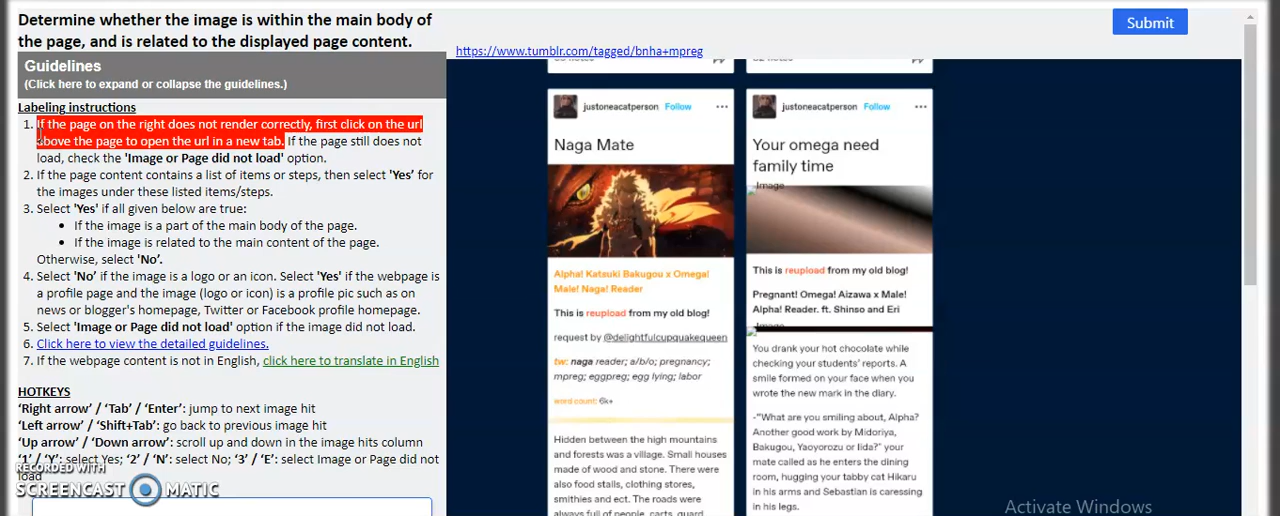 Determine whether the image is within the main body of
the page, and is related to the displayed page content.
Submit
https://www.tumblr.com/tagged/bnha+mpreg
Guidelines
(Click here to expand or collapse the guidelines.)
Labeling instructions
1. If the page on the right does not render correctly, first click on the url
above the page to open the url in a new tab. If the page still does not
load, check the 'Image or Page did not load' option.
2. If the page content contains a list of items or steps, then select 'Yes' for
the images under these listed items/steps.
3. Select 'Yes' if all given below are true:
• If the image is a part of the main body of the page.
• If the image is related to the main content of the page.
Otherwise, select 'No'.
4. Select 'No' if the image is a logo or an icon. Select 'Yes' if the webpage is
a profile page and the image (logo or icon) is a profile pic such as on
news or blogger's homepage, Twitter or Facebook profile homepage.
5. Select 'Image or Page did not load' option if the image did not load.
6. Click here to view the detailed guidelines.
7. If the webpage content is not in English, click here to translate in English
HOTKEYS
'Right arrow' / 'Tab' / 'Enter': jump to next image hit
'Left arrow' / 'Shift+Tab': go back to previous image hit
'Up arrow' / 'Down arrow': scroll up and down in the image hits column
'1' / 'Y': select Yes; '2' / 'N': select No; '3' / 'E': select Image or Page did not
load
RECORDED WITH
SCREENCAST MATIC
justoneacatperson Follow ...
Naga Mate
Alpha! Katsuki Bakugou x Omega!
Male! Naga! Reader
This is reupload from my old blog!
request by @delightfulcupquakequeen
tw: naga reader; a/b/o; pregnancy;
mpreg; eggpreg; egg lying; labor
word count: 6k+
Hidden between the high mountains
and forests was a village. Small houses
made of wood and stone. There were
also food stalls, clothing stores,
smithies and ect. The roads were
always full of people, carts, guard
justoneacatperson Follow ...
Your omega need
family time
Image
This is reupload from my old blog!
Pregnant! Omega! Aizawa x Male!
Alpha! Reader. ft. Shinso and Eri
Image
You drank your hot chocolate while
checking your students' reports. A
smile formed on your face when you
wrote the new mark in the diary.
-"What are you smiling about, Alpha?
Another good work by Midoriya,
Bakugou, Yaoyorozu or Iida?" your
mate called as he enters the dining
room, hugging your tabby cat Hikaru
in his arms and Sebastian is caressing
in his legs.
Activate Windows